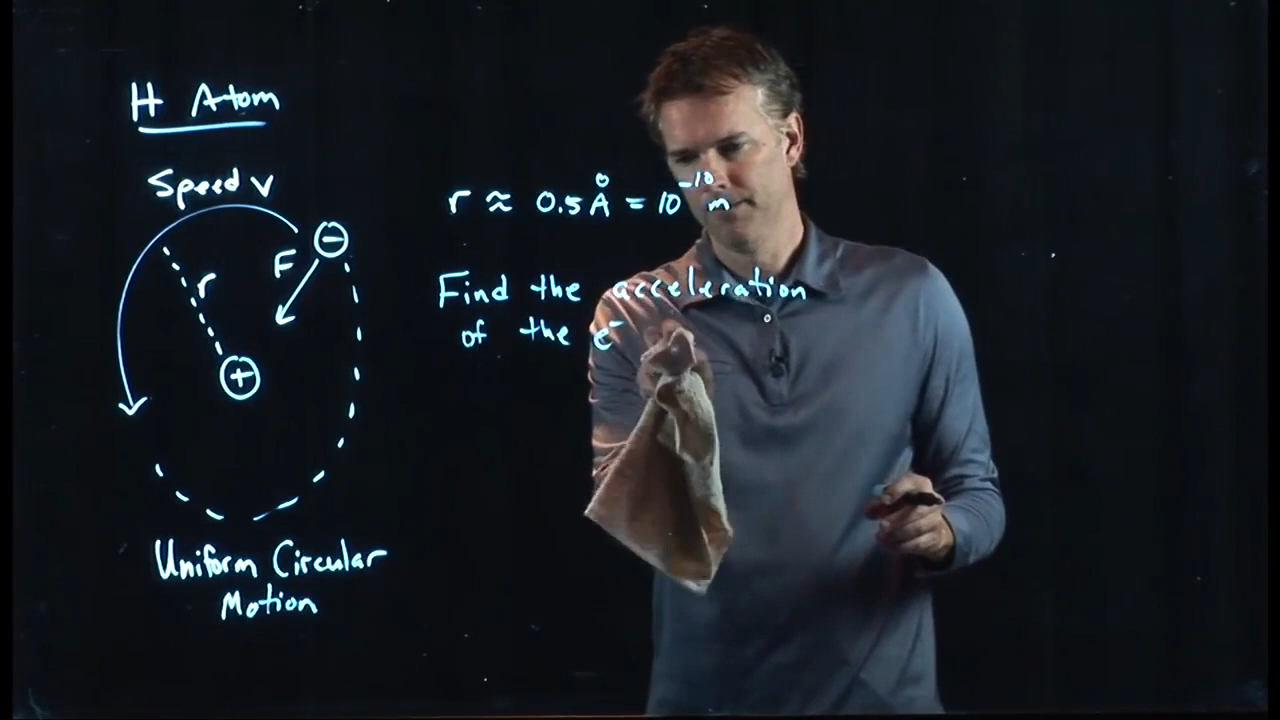 H Atom
Speed v
r
F
−
+
Uniform Circular
Motion
r ≈ 0.5 Å = 10⁻¹⁰ m
Find the acceleration
of the e⁻